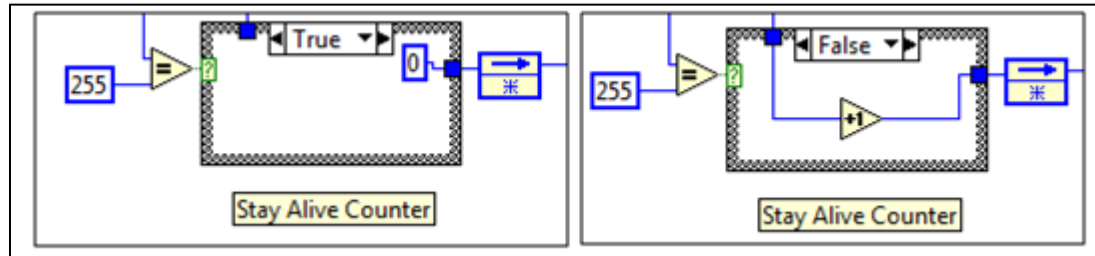 True
0
255
=
?
Stay Alive Counter
False
255
=
?
+1
Stay Alive Counter